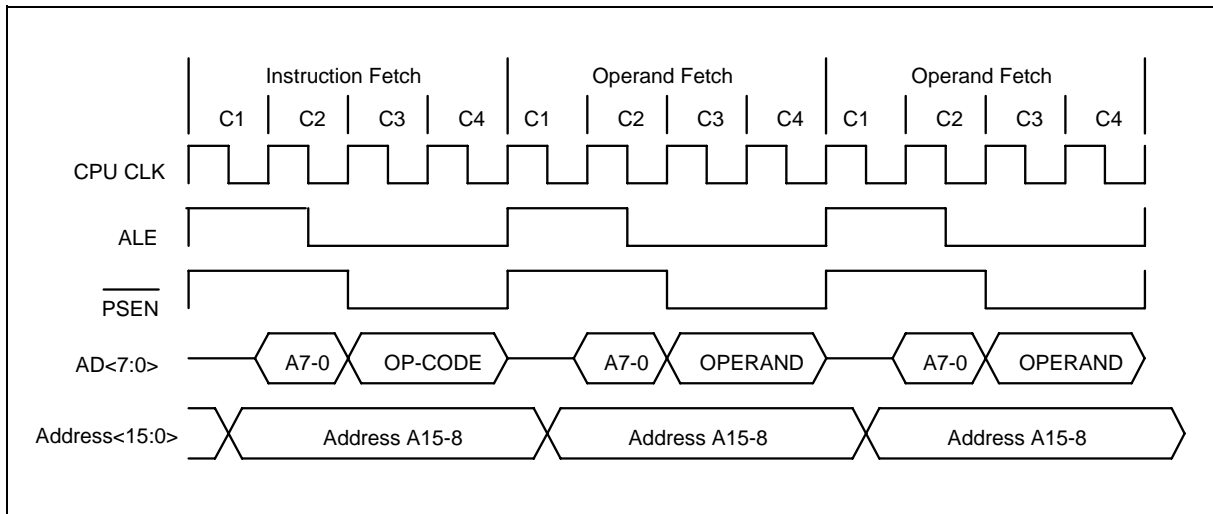 Instruction Fetch Operand Fetch Operand Fetch
C1 C2 C3 C4 C1 C2 C3 C4 C1 C2 C3 C4
CPU CLK
ALE
PSEN
AD<7:0> A7-0 OP-CODE A7-0 OPERAND A7-0 OPERAND
Address<15:0> Address A15-8 Address A15-8 Address A15-8